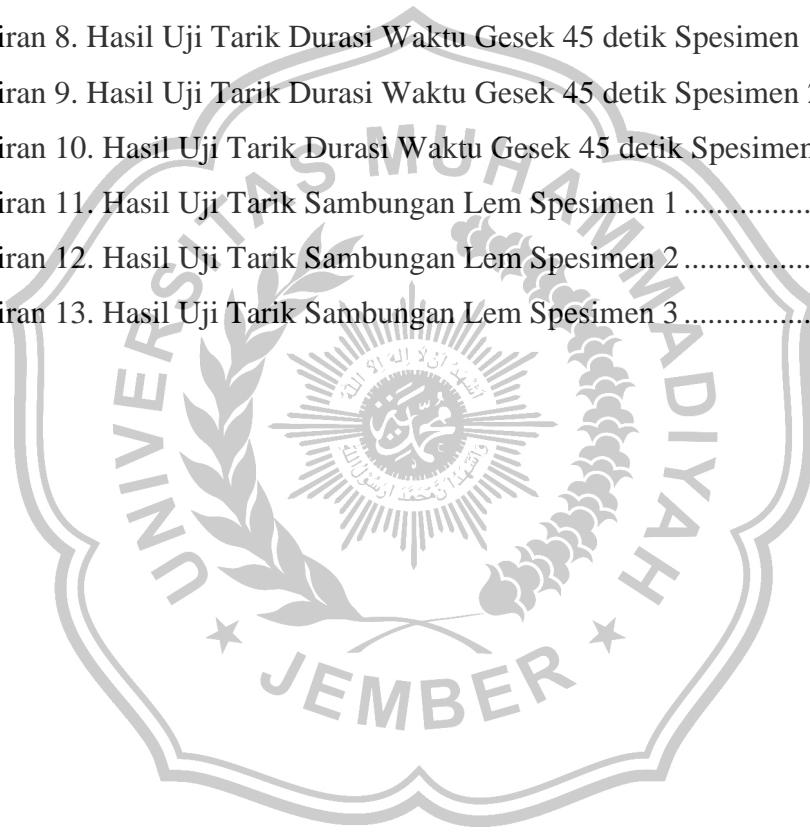 iran 8. Hasil Uji Tarik Durasi Waktu Gesek 45 detik Spesimen
iran 9. Hasil Uji Tarik Durasi Waktu Gesek 45 detik Spesimen 2
iran 10. Hasil Uji Tarik Durasi Waktu Gesek 45 detik Spesimen
iran 11. Hasil Uji Tarik Sambungan Lem Spesimen 1 ................
iran 12. Hasil Uji Tarik Sambungan Lem Spesimen 2 ................
iran 13. Hasil Uji Tarik Sambungan Lem Spesimen 3 ................
UNIVERSITAS MUHAMMADIYAH
JEMBER